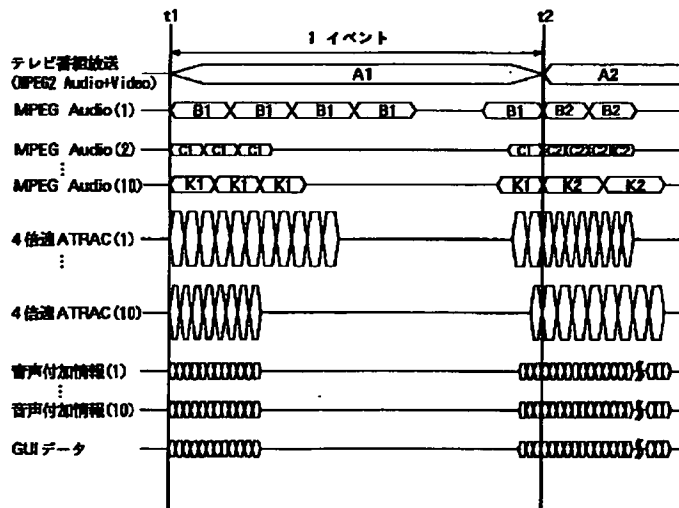 t1 t2
1 イベント
テレビ番組放送
(MPEG2 Audio+Video) A1 A2
MPEG Audio(1) B1 B1 B1 B1 B1 B2 B2
MPEG Audio(2) C1 C1 C1 C1 C2 C2 C2 C2
⋮
MPEG Audio(10) K1 K1 K1 K1 K2 K2
4倍速ATRAC(1)
⋮
4倍速ATRAC(10)
音声付加情報(1)
⋮
音声付加情報(10)
GUIデータ